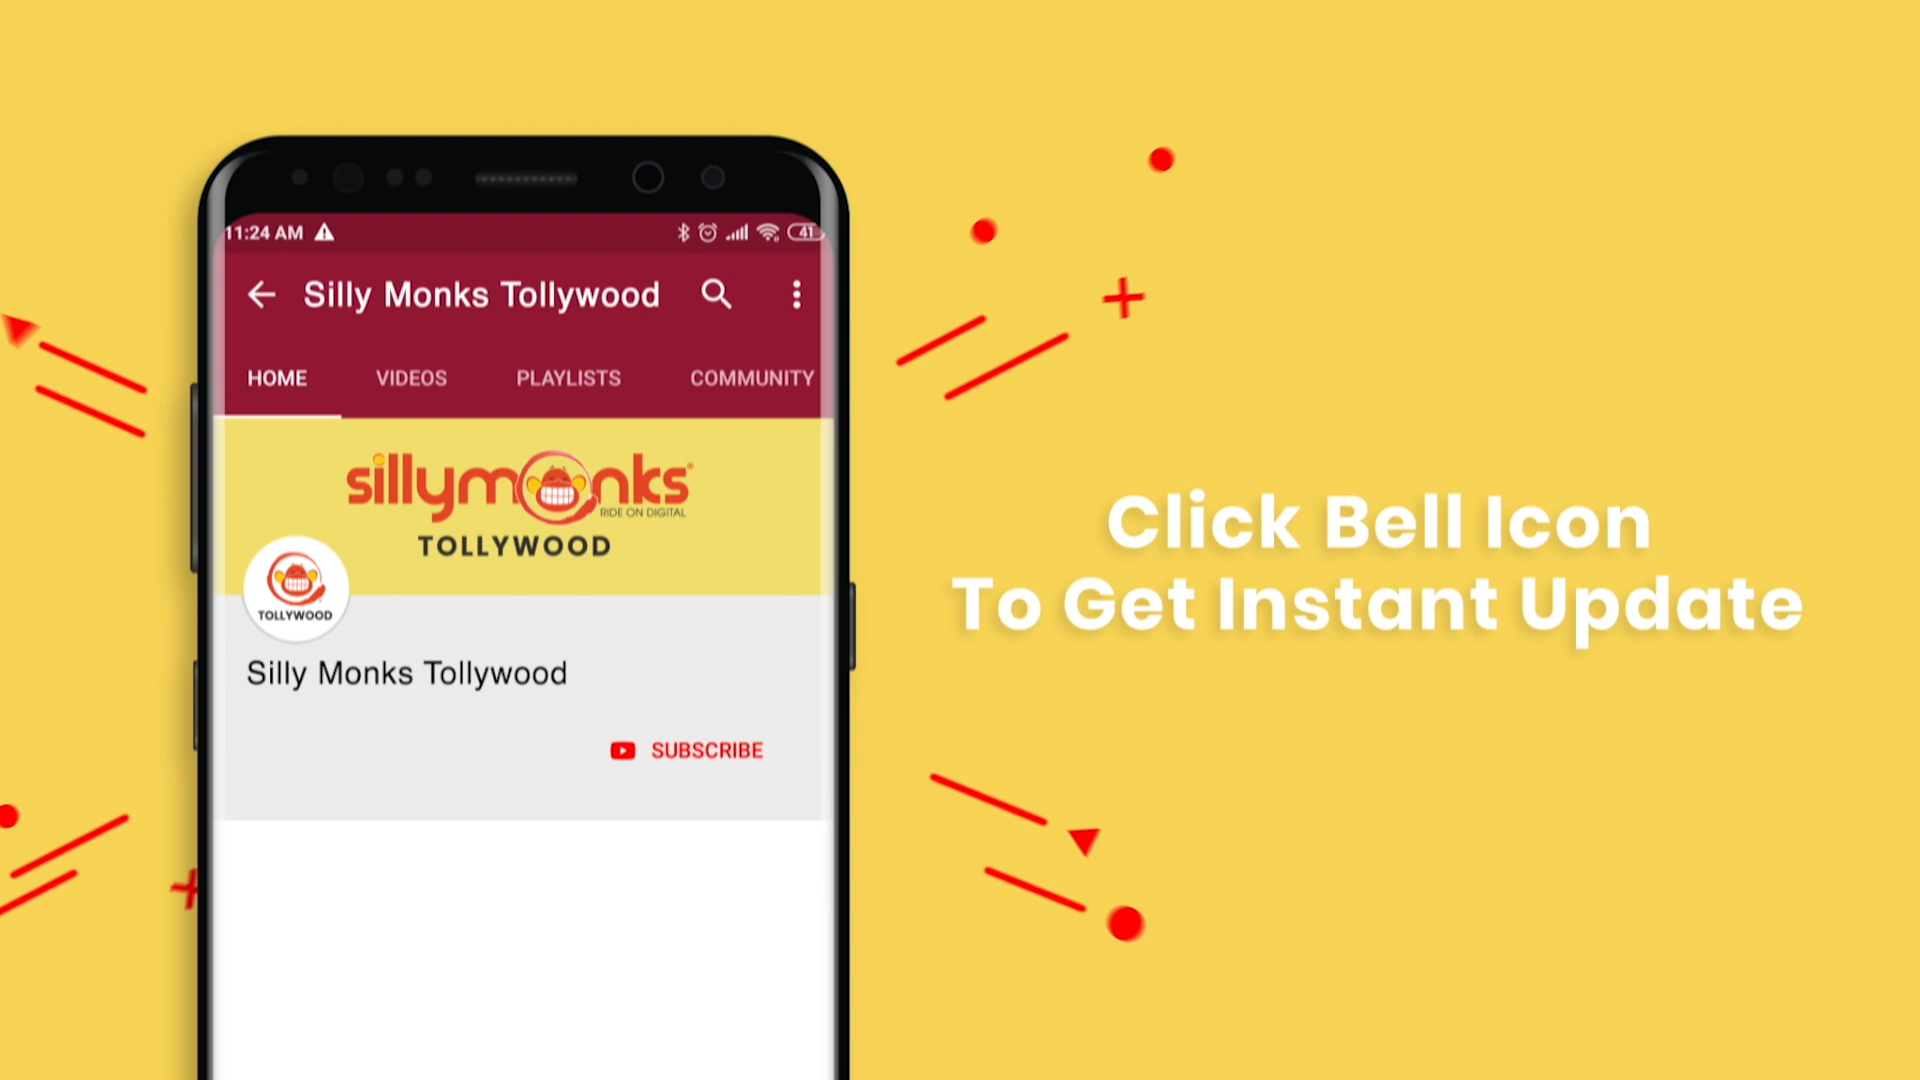 11:24 AM
41
Silly Monks Tollywood
HOME VIDEOS PLAYLISTS COMMUNITY
sillymonks®
RIDE ON DIGITAL
TOLLYWOOD
TOLLYWOOD
Silly Monks Tollywood
SUBSCRIBE
Click Bell Icon
To Get Instant Update